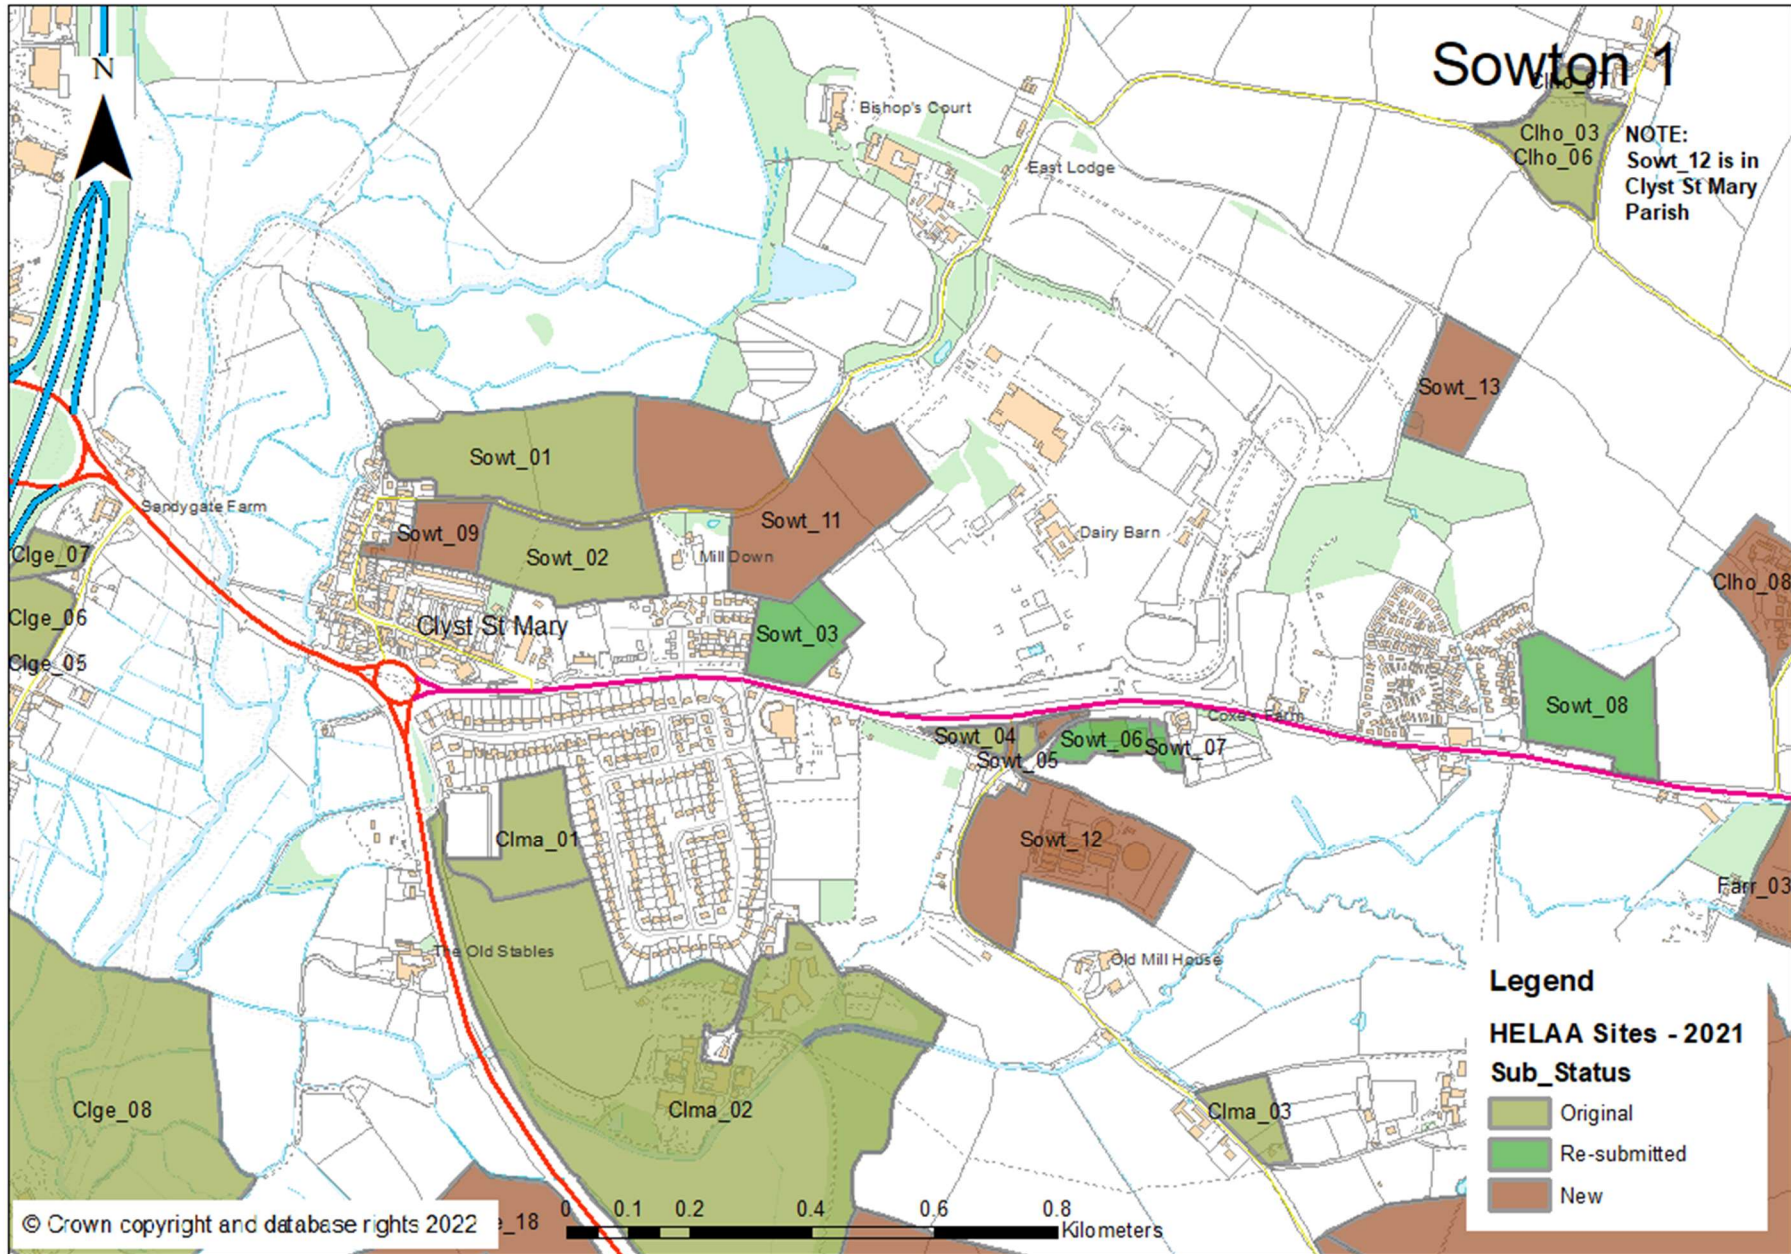 Sowton 1
N
Bishop's Court
East Lodge
Clho_03
Clho_06
NOTE:
Sowt_12 is in
Clyst St Mary
Parish
Sowt_13
Sowt_01
Sandygate Farm
Sowt_09
Sowt_02
Mill Down
Sowt_11
Dairy Barn
Clge_07
Clho_08
Clge_06
Clyst St Mary
Sowt_03
Clge_05
Sowt_08
Coxe's Farm
Sowt_04
Sowt_06
Sowt_07
Sowt_05
Clma_01
Sowt_12
Farr_03
The Old Stables
Old Mill House
Clge_08
Clma_02
Clma_03
Legend
HELAA Sites - 2021
Sub_Status
Original
Re-submitted
New
© Crown copyright and database rights 2022
_18
0 0.1 0.2 0.4 0.6 0.8
Kilometers